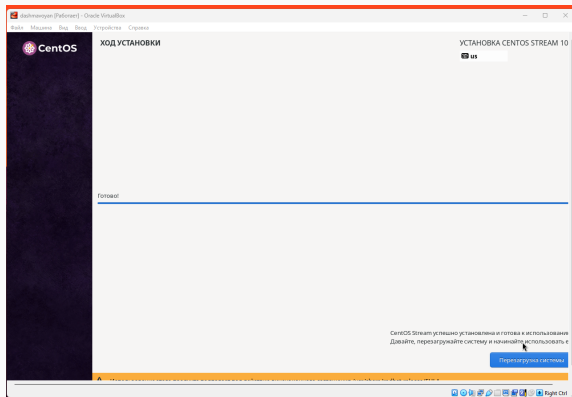 dashmavoyan [Работает] - Oracle VirtualBox
Файл Машина Вид Ввод Устройства Справка
CentOS
ХОД УСТАНОВКИ
УСТАНОВКА CENTOS STREAM 10
us
Готово!
CentOS Stream успешно установлена и готова к использование
Давайте, перезагружайте систему и начинайте использовать е
Перезагрузка системы
Right Ctrl